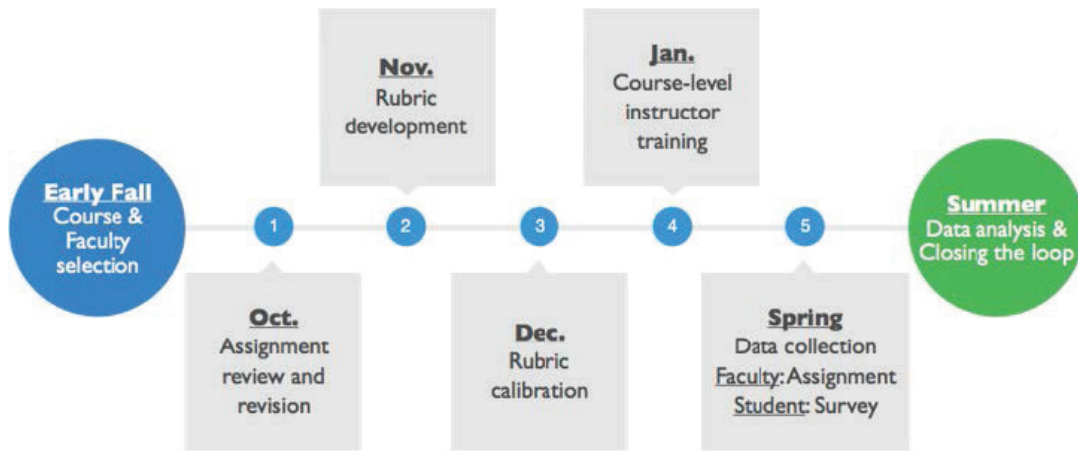 Early Fall
Course &
Faculty
selection
1
Oct.
Assignment
review and
revision
Nov.
Rubric
development
2
3
Dec.
Rubric
calibration
Jan.
Course-level
instructor
training
4
5
Spring
Data collection
Faculty: Assignment
Student: Survey
Summer
Data analysis &
Closing the loop